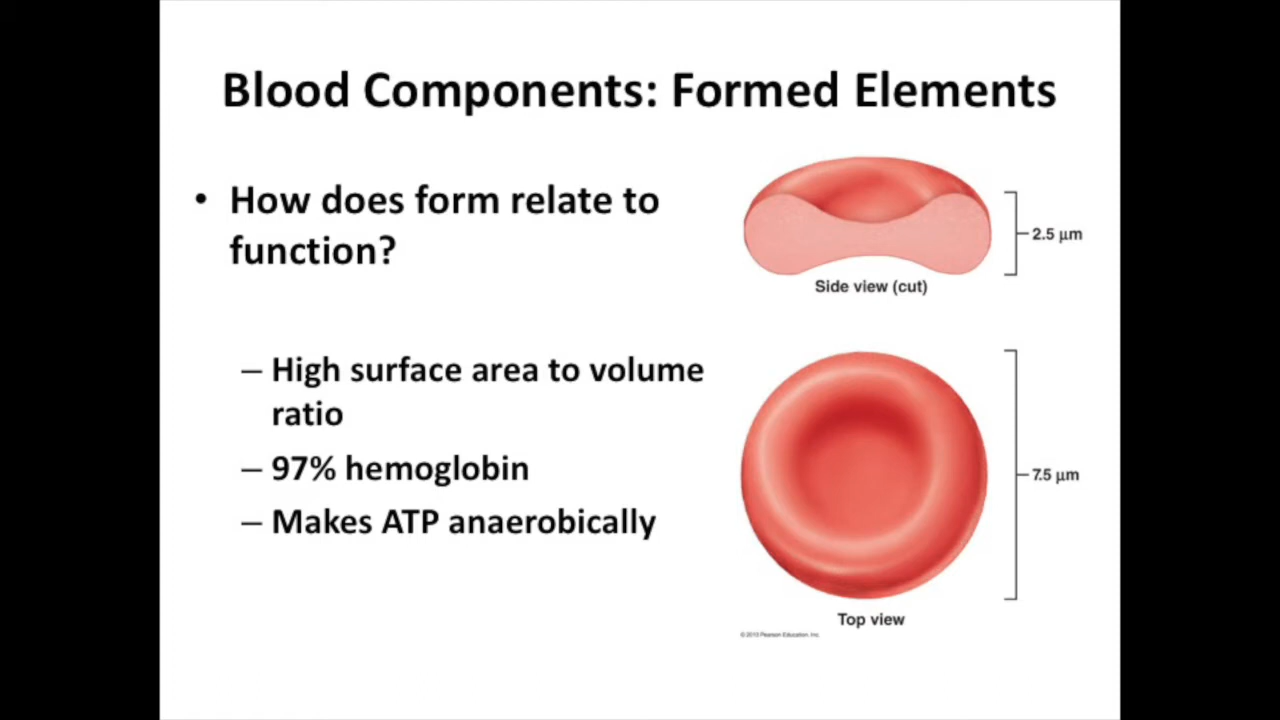 Blood Components: Formed Elements
• How does form relate to
function?
– High surface area to volume
ratio
– 97% hemoglobin
– Makes ATP anaerobically
2.5 μm
Side view (cut)
7.5 μm
Top view
© 2013 Pearson Education, Inc.